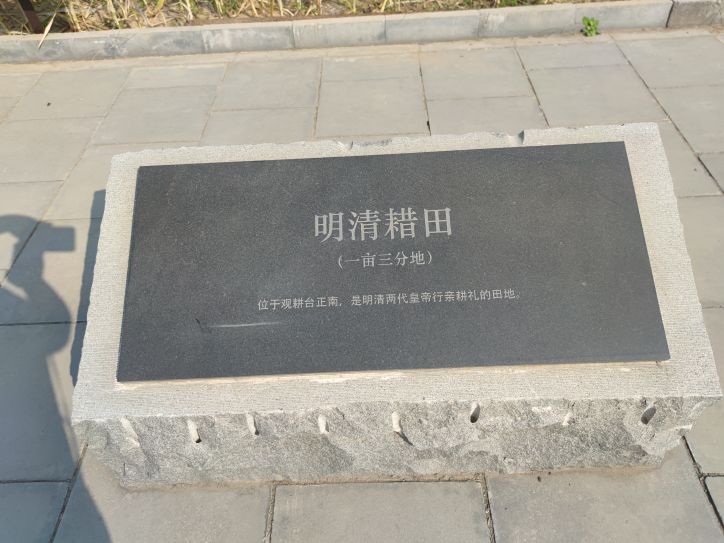 明清耤田
(一亩三分地)
位于观耕台正南，是明清两代皇帝行亲耕礼的田地。